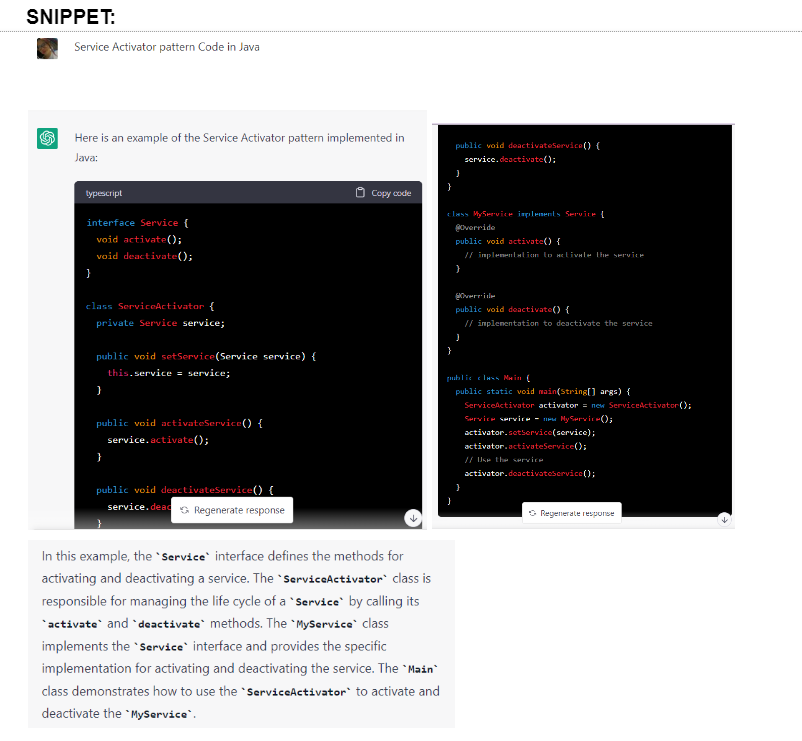 SNIPPET:
Service Activator pattern Code in Java
Here is an example of the Service Activator pattern implemented in
Java:
typescript
Copy code
interface Service {
void activate();
void deactivate();
}
class ServiceActivator {
private Service service;
public void setService(Service service) {
this.service = service;
}
public void activateService() {
service.activate();
}
public void deactivateService() {
service.deac
}
Regenerate response
public void deactivateService() {
service.deactivate();
}
}
class MyService implements Service {
@Override
public void activate() {
// implementation to activate the service
}
@Override
public void deactivate() {
// implementation to deactivate the service
}
}
public class Main {
public static void main(String[] args) {
ServiceActivator activator = new ServiceActivator();
Service service = new MyService();
activator.setService(service);
activator.activateService();
// Use the service
activator.deactivateService();
}
}
Regenerate response
In this example, the `Service` interface defines the methods for
activating and deactivating a service. The `ServiceActivator` class is
responsible for managing the life cycle of a `Service` by calling its
`activate` and `deactivate` methods. The `MyService` class
implements the `Service` interface and provides the specific
implementation for activating and deactivating the service. The `Main`
class demonstrates how to use the `ServiceActivator` to activate and
deactivate the `MyService`.